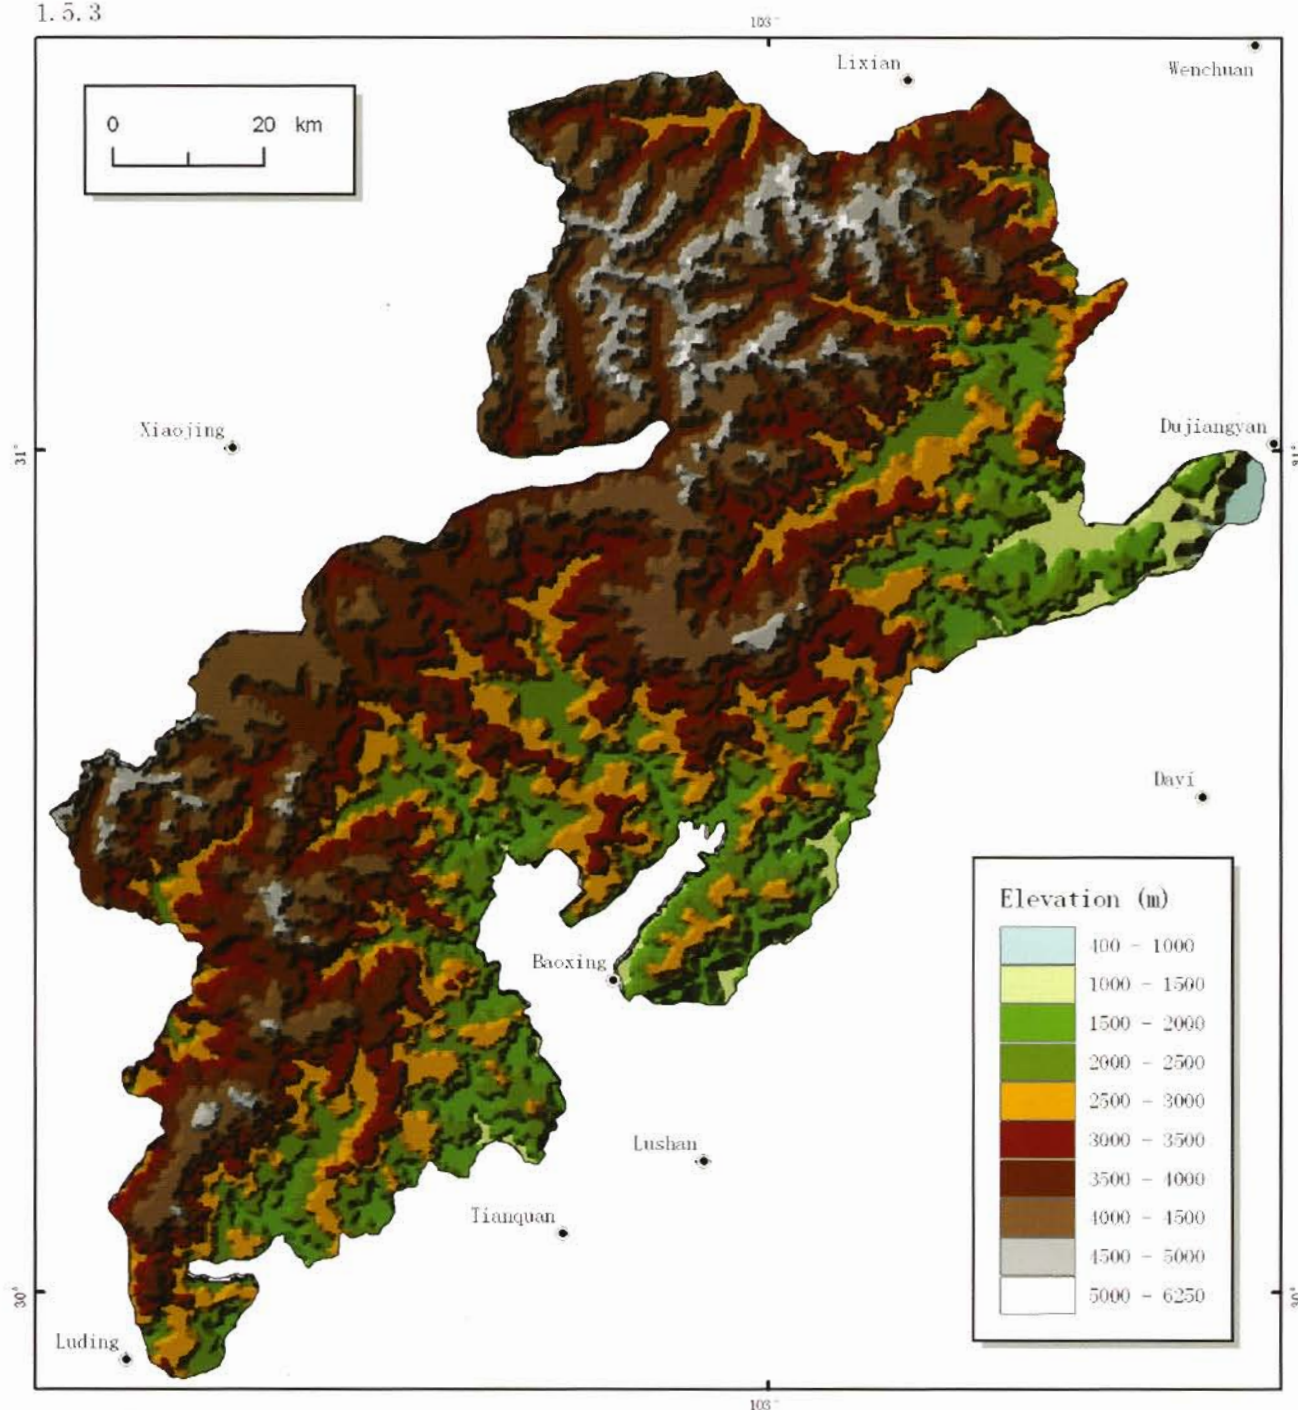 1.5.3
103°
Lixian
Wenchuan
0 20 km
Xiaojing
Dujiangyan
31°
31°
Dayi
Elevation (m)
400 - 1000
1000 - 1500
1500 - 2000
2000 - 2500
2500 - 3000
3000 - 3500
3500 - 4000
4000 - 4500
4500 - 5000
5000 - 6250
Baoxing
Lushan
Tianquan
30°
30°
Luding
103°